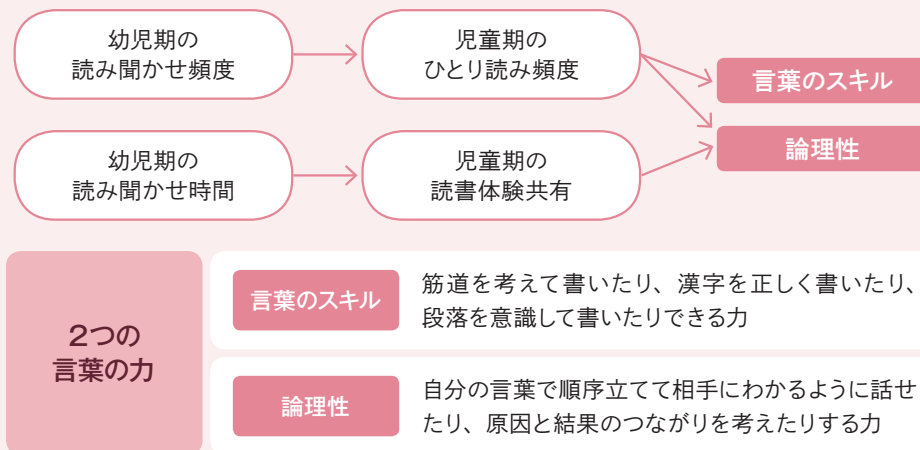 幼児期の
読み聞かせ頻度
児童期の
ひとり読み頻度
言葉のスキル
論理性
幼児期の
読み聞かせ時間
児童期の
読書体験共有
2つの
言葉の力
言葉のスキル
筋道を考えて書いたり、漢字を正しく書いたり、
段落を意識して書いたりできる力
論理性
自分の言葉で順序立てて相手にわかるように話せ
たり、原因と結果のつながりを考えたりする力